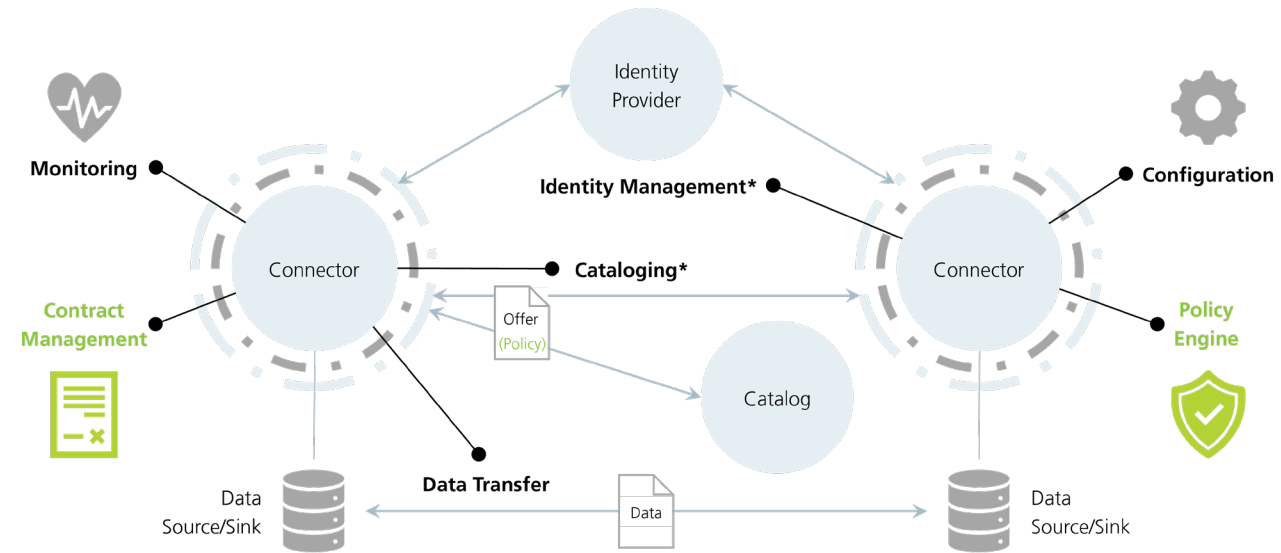 Identity
Provider
Monitoring
Configuration
Identity Management*
Connector
Cataloging*
Connector
Contract
Management
Offer
(Policy)
Policy
Engine
Catalog
Data Transfer
Data
Source/Sink
Data
Data
Source/Sink